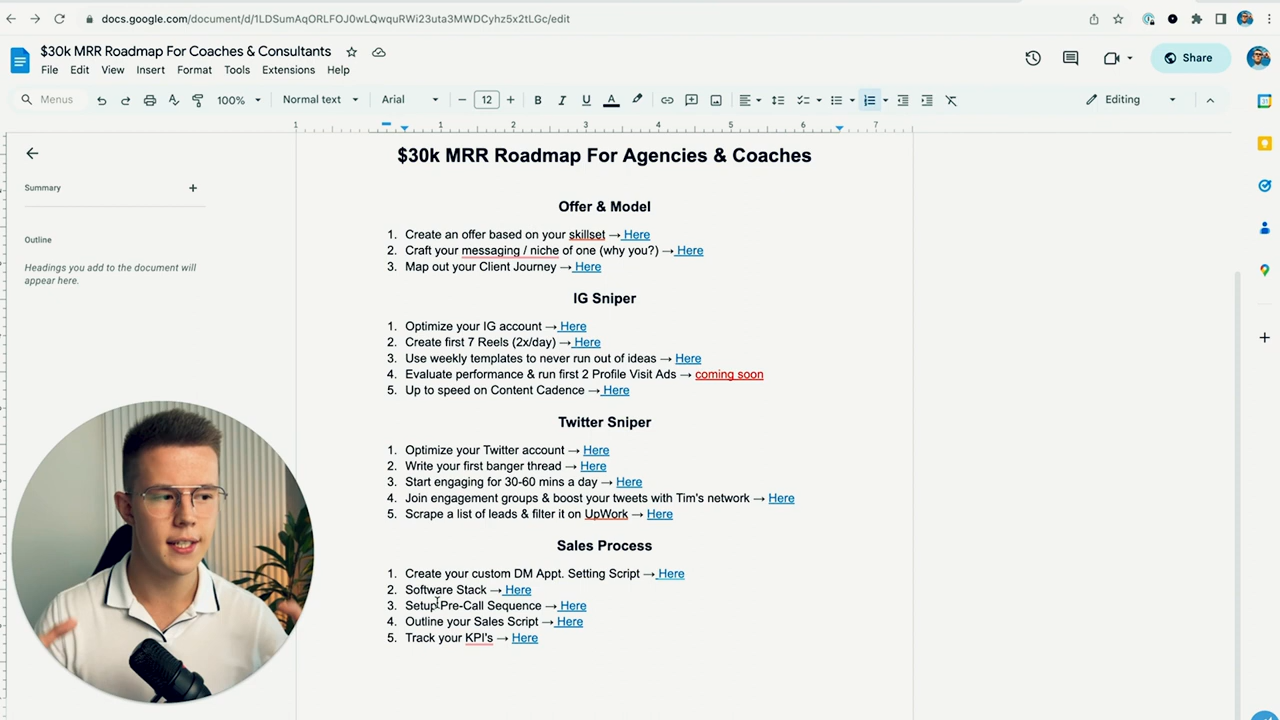 docs.google.com/document/d/1LDSumAqORLFOJ0wLQwquRWi23uta3MWDCyhz5x2tLGc/edit
$30k MRR Roadmap For Coaches & Consultants
File Edit View Insert Format Tools Extensions Help
Share
Menus 100% Normal text Arial 12 Editing
1 1 2 3 4 5 6 7
Summary
Outline
Headings you add to the document will
appear here.
$30k MRR Roadmap For Agencies & Coaches
Offer & Model
1. Create an offer based on your skillset → Here
2. Craft your messaging / niche of one (why you?) → Here
3. Map out your Client Journey → Here
IG Sniper
1. Optimize your IG account → Here
2. Create first 7 Reels (2x/day) → Here
3. Use weekly templates to never run out of ideas → Here
4. Evaluate performance & run first 2 Profile Visit Ads → coming soon
5. Up to speed on Content Cadence → Here
Twitter Sniper
1. Optimize your Twitter account → Here
2. Write your first banger thread → Here
3. Start engaging for 30-60 mins a day → Here
4. Join engagement groups & boost your tweets with Tim's network → Here
5. Scrape a list of leads & filter it on UpWork → Here
Sales Process
1. Create your custom DM Appt. Setting Script → Here
2. Software Stack → Here
3. Setup Pre-Call Sequence → Here
4. Outline your Sales Script → Here
5. Track your KPI's → Here